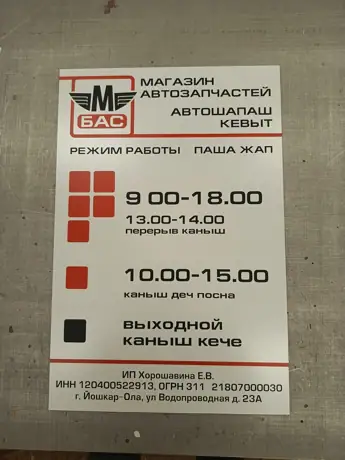 М
БАС
МАГАЗИН
АВТОЗАПЧАСТЕЙ
АВТОШАПАШ
КЕВЫТ
РЕЖИМ РАБОТЫ ПАША ЖАП
9 00-18.00
13.00-14.00
перерыв каныш
10.00-15.00
каныш деч посна
ВЫХОДНОЙ
КАНЫШ КЕЧЕ
ИП Хорошавина Е.В.
ИНН 120400522913, ОГРН 311 21807000030
г. Йошкар-Ола, ул Водопроводная д. 23А